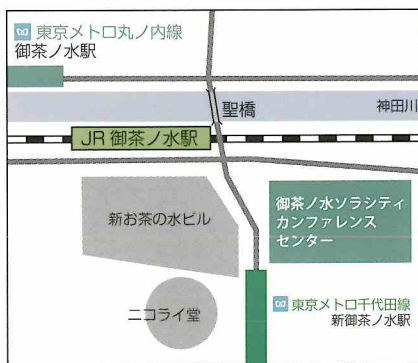 東京メトロ丸ノ内線
御茶ノ水駅
聖橋
神田川
JR 御茶ノ水駅
新お茶の水ビル
御茶ノ水ソラシティ
カンファレンス
センター
ニコライ堂
東京メトロ千代田線
新御茶ノ水駅